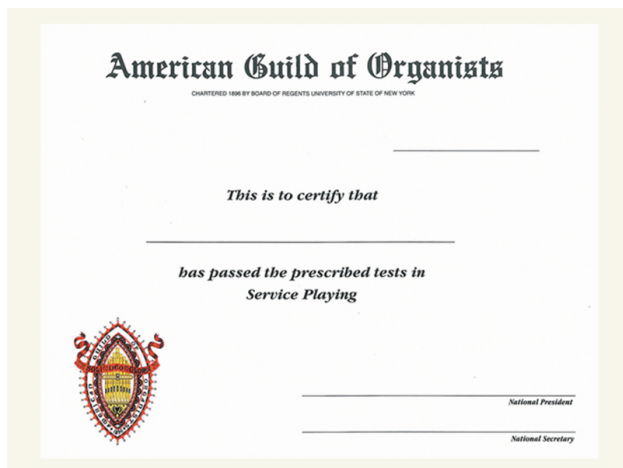 American Guild of Organists
CHARTERED 1896 BY BOARD OF REGENTS UNIVERSITY OF STATE OF NEW YORK
This is to certify that
has passed the prescribed tests in
Service Playing
National President
National Secretary